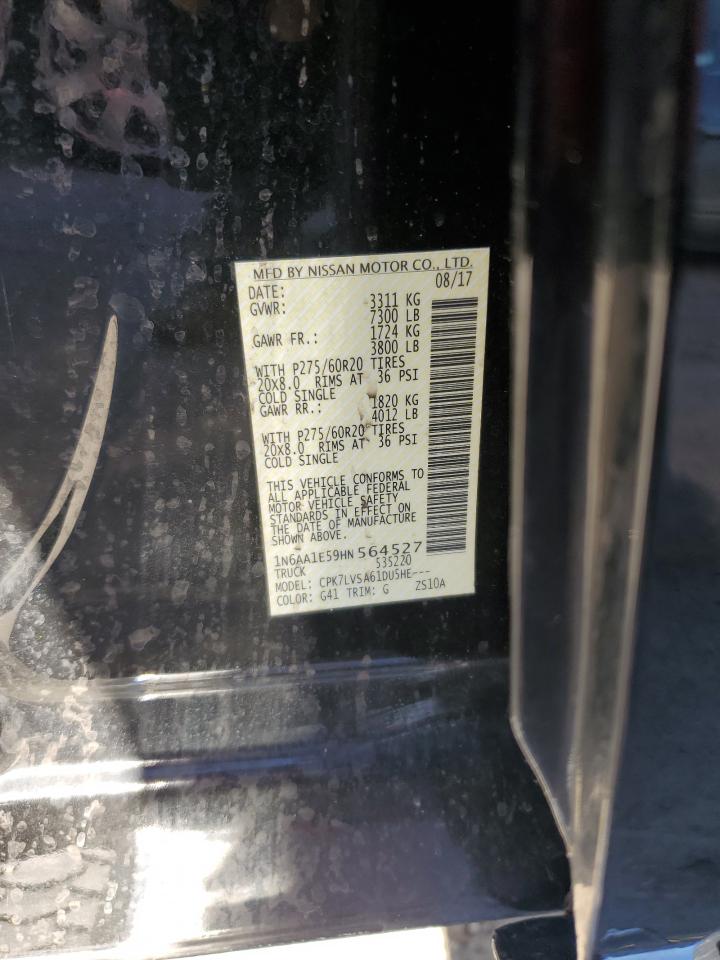 MFD BY NISSAN MOTOR CO., LTD.
DATE: 08/17
GVWR: 3311 KG
7300 LB
GAWR FR.: 1724 KG
3800 LB
WITH P275/60R20 TIRES
20X8.0 RIMS AT 36 PSI
COLD SINGLE
GAWR RR.: 1820 KG
4012 LB
WITH P275/60R20 TIRES
20X8.0 RIMS AT 36 PSI
COLD SINGLE
THIS VEHICLE CONFORMS TO
ALL APPLICABLE FEDERAL
MOTOR VEHICLE SAFETY
STANDARDS IN EFFECT ON
THE DATE OF MANUFACTURE
SHOWN ABOVE.
1N6AA1E59HN564527
TRUCK 535220
MODEL: CPK7LVSA61DU5HE---
COLOR: G41 TRIM: G ZS10A